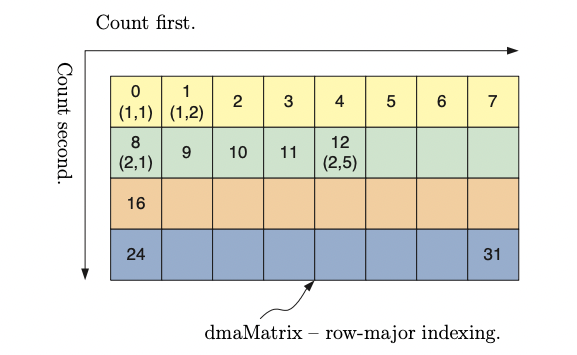 Count first.
Count second.
0 1 2 3 4 5 6 7
(1,1) (1,2)
8 9 10 11 12
(2,1) (2,5)
16
24 31
dmaMatrix – row-major indexing.